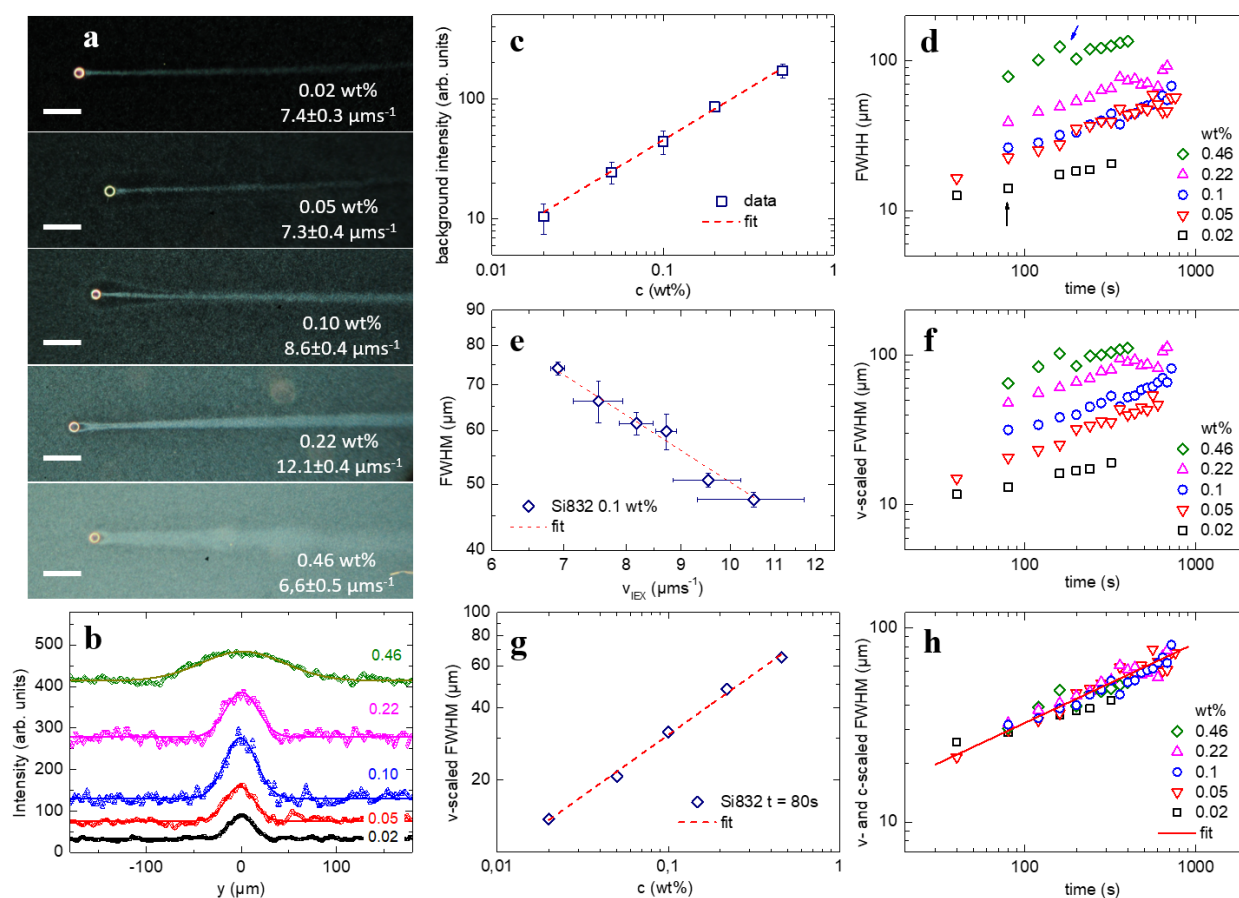 a
0.02 wt%
7.4±0.3 µms⁻¹
0.05 wt%
7.3±0.4 µms⁻¹
0.10 wt%
8.6±0.4 µms⁻¹
0.22 wt%
12.1±0.4 µms⁻¹
0.46 wt%
6,6±0.5 µms⁻¹
b
Intensity (arb. units)
500
400
300
200
100
0
0.46
0.22
0.10
0.05
0.02
-100
0
100
y (µm)
c
background intensity (arb. units)
100
10
data
fit
0.01
0.1
1
c (wt%)
d
FWHH (µm)
100
10
wt%
0.46
0.22
0.1
0.05
0.02
100
1000
time (s)
e
FWHM (µm)
90
80
70
60
50
40
Si832 0.1 wt%
fit
6
7
8
9
10
11
12
v_IEX (µms⁻¹)
f
v-scaled FWHM (µm)
100
10
wt%
0.46
0.22
0.1
0.05
0.02
100
1000
time (s)
g
v-scaled FWHM (µm)
100
80
60
40
20
Si832 t = 80s
fit
0,01
0,1
1
c (wt%)
h
v- and c-scaled FWHM (µm)
100
10
wt%
0.46
0.22
0.1
0.05
0.02
fit
100
1000
time (s)